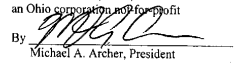 an Ohio corporation not-for-profit
By
Michael A. Archer, President